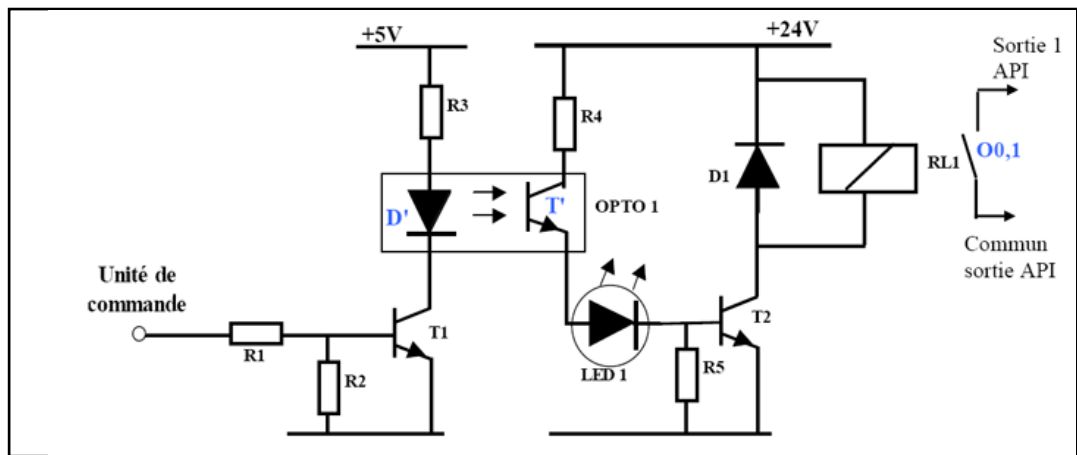 +5V
+24V
Sortie 1
API
R3
R4
D1
RL1
O0,1
D'
T'
OPTO 1
Commun
sortie API
Unité de
commande
R1
R2
T1
LED 1
R5
T2